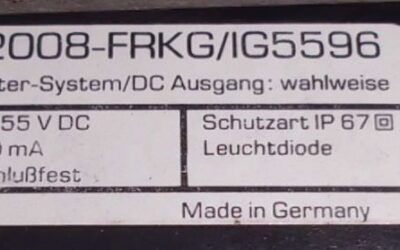 2008-FRKG/IG5596
ter-System/DC Ausgang: wahlweise
55 V DC
0 mA
lußfest
Schutzart IP 67
Leuchtdiode
Made in Germany